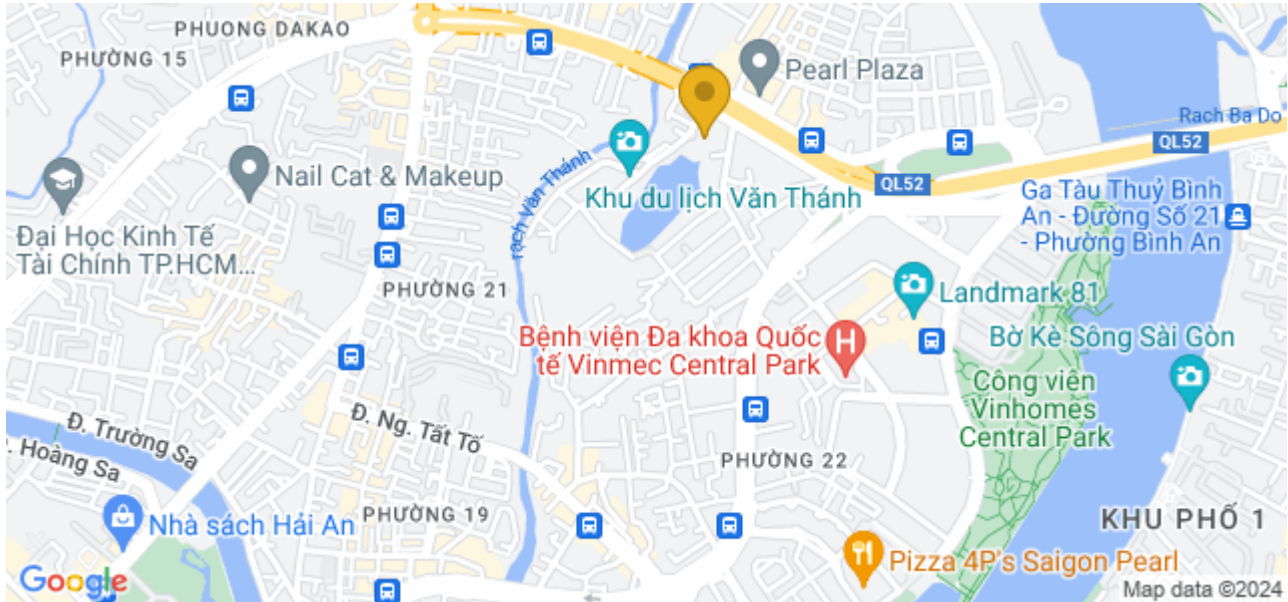 PHUONG DAKAO
PHƯỜNG 15
Pearl Plaza
Rach Ba Do
QL52
rạch Văn Thánh
Nail Cat & Makeup
Khu du lịch Văn Thánh
QL52
Ga Tàu Thuỷ Bình
An - Đường Số 21
- Phường Bình An
Đại Học Kinh Tế
Tài Chính TP.HCM...
PHƯỜNG 21
Landmark 81
Bệnh viện Đa khoa Quốc
tế Vinmec Central Park
H
Bờ Kè Sông Sài Gòn
Công viên
Vinhomes
Central Park
Đ. Ng. Tất Tố
Đ. Trường Sa
. Hoàng Sa
PHƯỜNG 22
PHƯỜNG 19
Nhà sách Hải An
KHU PHỐ 1
Pizza 4P's Saigon Pearl
Google
Map data ©2024